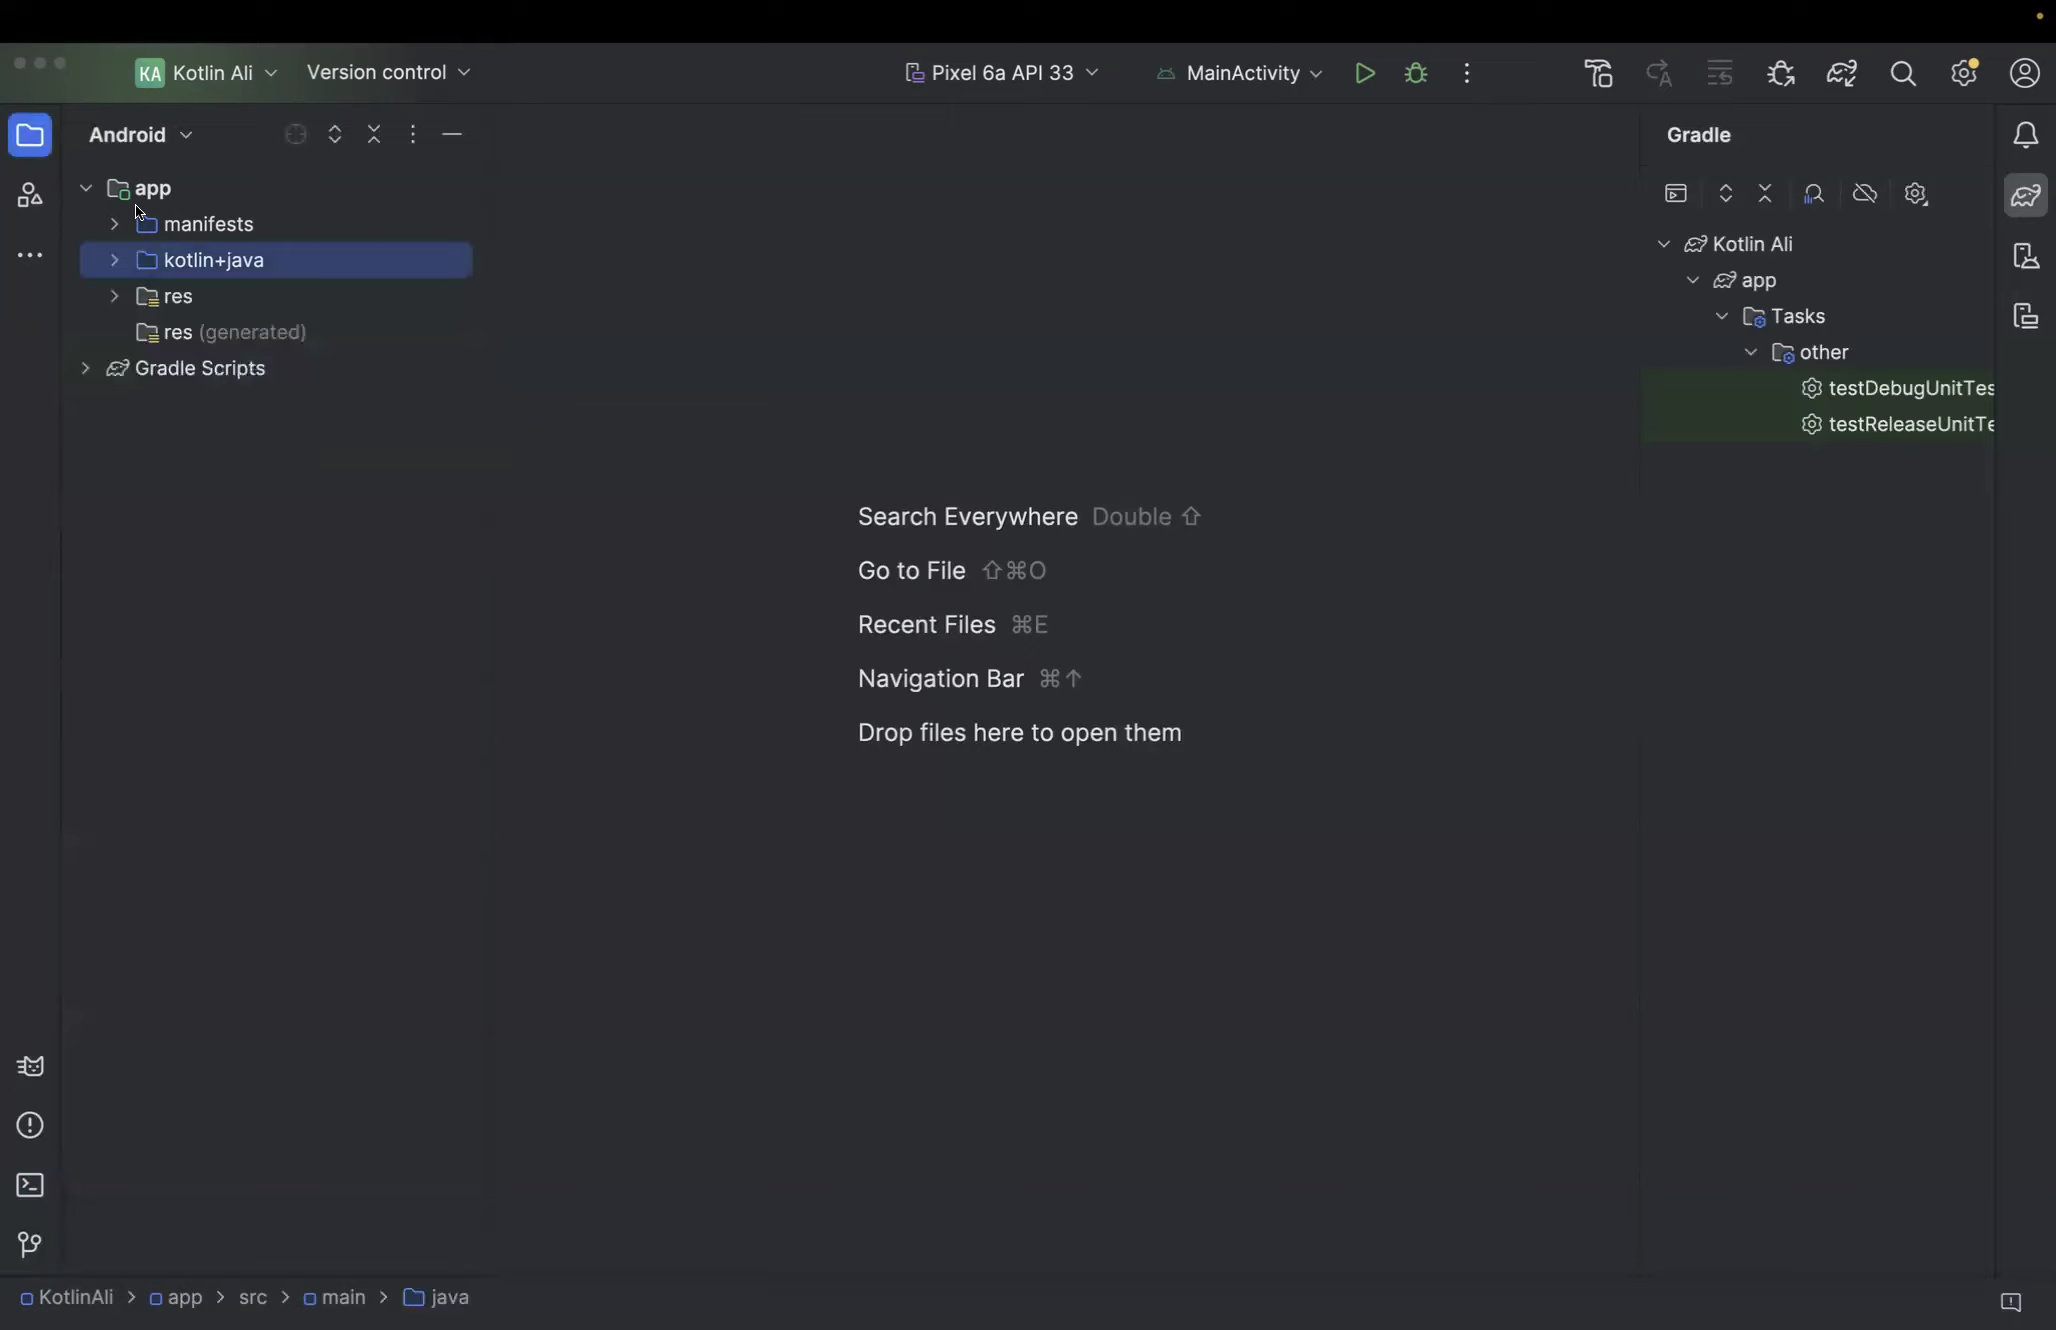 KA Kotlin Ali Version control Pixel 6a API 33 MainActivity
Android
app
manifests
kotlin+java
res
res (generated)
Gradle Scripts
Search Everywhere Double ⇧
Go to File ⇧⌘O
Recent Files ⌘E
Navigation Bar ⌘↑
Drop files here to open them
Gradle
Kotlin Ali
app
Tasks
other
testDebugUnitTes
testReleaseUnitTe
KotlinAli > app > src > main > java